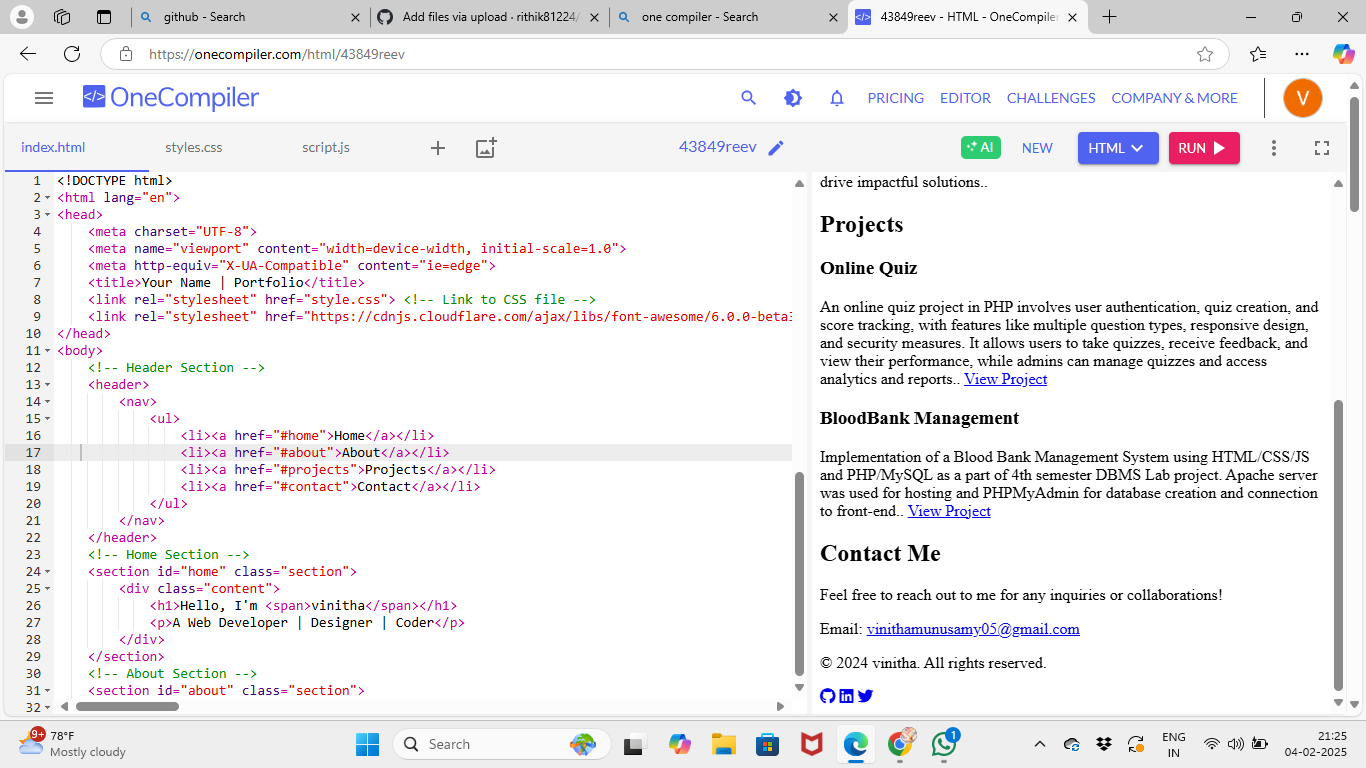 github - Search
Add files via upload · rithik81224/
one compiler - Search
43849reev - HTML - OneCompiler
https://onecompiler.com/html/43849reev
</> OneCompiler
PRICING EDITOR CHALLENGES COMPANY & MORE
V
index.html styles.css script.js
43849reev
AI NEW HTML RUN
1 <!DOCTYPE html>
2 <html lang="en">
3 <head>
4 <meta charset="UTF-8">
5 <meta name="viewport" content="width=device-width, initial-scale=1.0">
6 <meta http-equiv="X-UA-Compatible" content="ie=edge">
7 <title>Your Name | Portfolio</title>
8 <link rel="stylesheet" href="style.css"> <!-- Link to CSS file -->
9 <link rel="stylesheet" href="https://cdnjs.cloudflare.com/ajax/libs/font-awesome/6.0.0-beta3
10 </head>
11 <body>
12 <!-- Header Section -->
13 <header>
14 <nav>
15 <ul>
16 <li><a href="#home">Home</a></li>
17 <li><a href="#about">About</a></li>
18 <li><a href="#projects">Projects</a></li>
19 <li><a href="#contact">Contact</a></li>
20 </ul>
21 </nav>
22 </header>
23 <!-- Home Section -->
24 <section id="home" class="section">
25 <div class="content">
26 <h1>Hello, I'm <span>vinitha</span></h1>
27 <p>A Web Developer | Designer | Coder</p>
28 </div>
29 </section>
30 <!-- About Section -->
31 <section id="about" class="section">
32
drive impactful solutions..
Projects
Online Quiz
An online quiz project in PHP involves user authentication, quiz creation, and
score tracking, with features like multiple question types, responsive design,
and security measures. It allows users to take quizzes, receive feedback, and
view their performance, while admins can manage quizzes and access
analytics and reports.. View Project
BloodBank Management
Implementation of a Blood Bank Management System using HTML/CSS/JS
and PHP/MySQL as a part of 4th semester DBMS Lab project. Apache server
was used for hosting and PHPMyAdmin for database creation and connection
to front-end.. View Project
Contact Me
Feel free to reach out to me for any inquiries or collaborations!
Email: vinithamunusamy05@gmail.com
© 2024 vinitha. All rights reserved.
9+
78°F
Mostly cloudy
Search
1
ENG
IN
21:25
04-02-2025